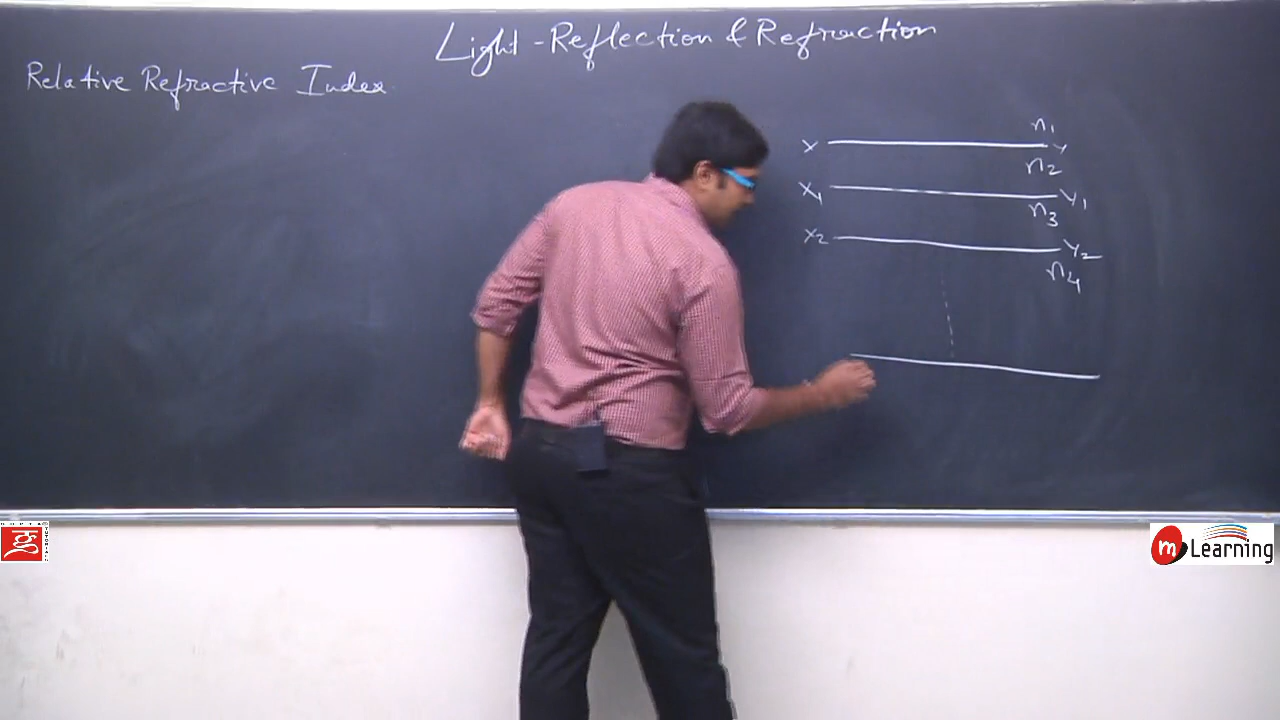 Light - Reflection & Refraction
Relative Refractive Index
n₁
X Y
n₂
X₁ Y₁
n₃
X₂ Y₂
n₄
m Learning